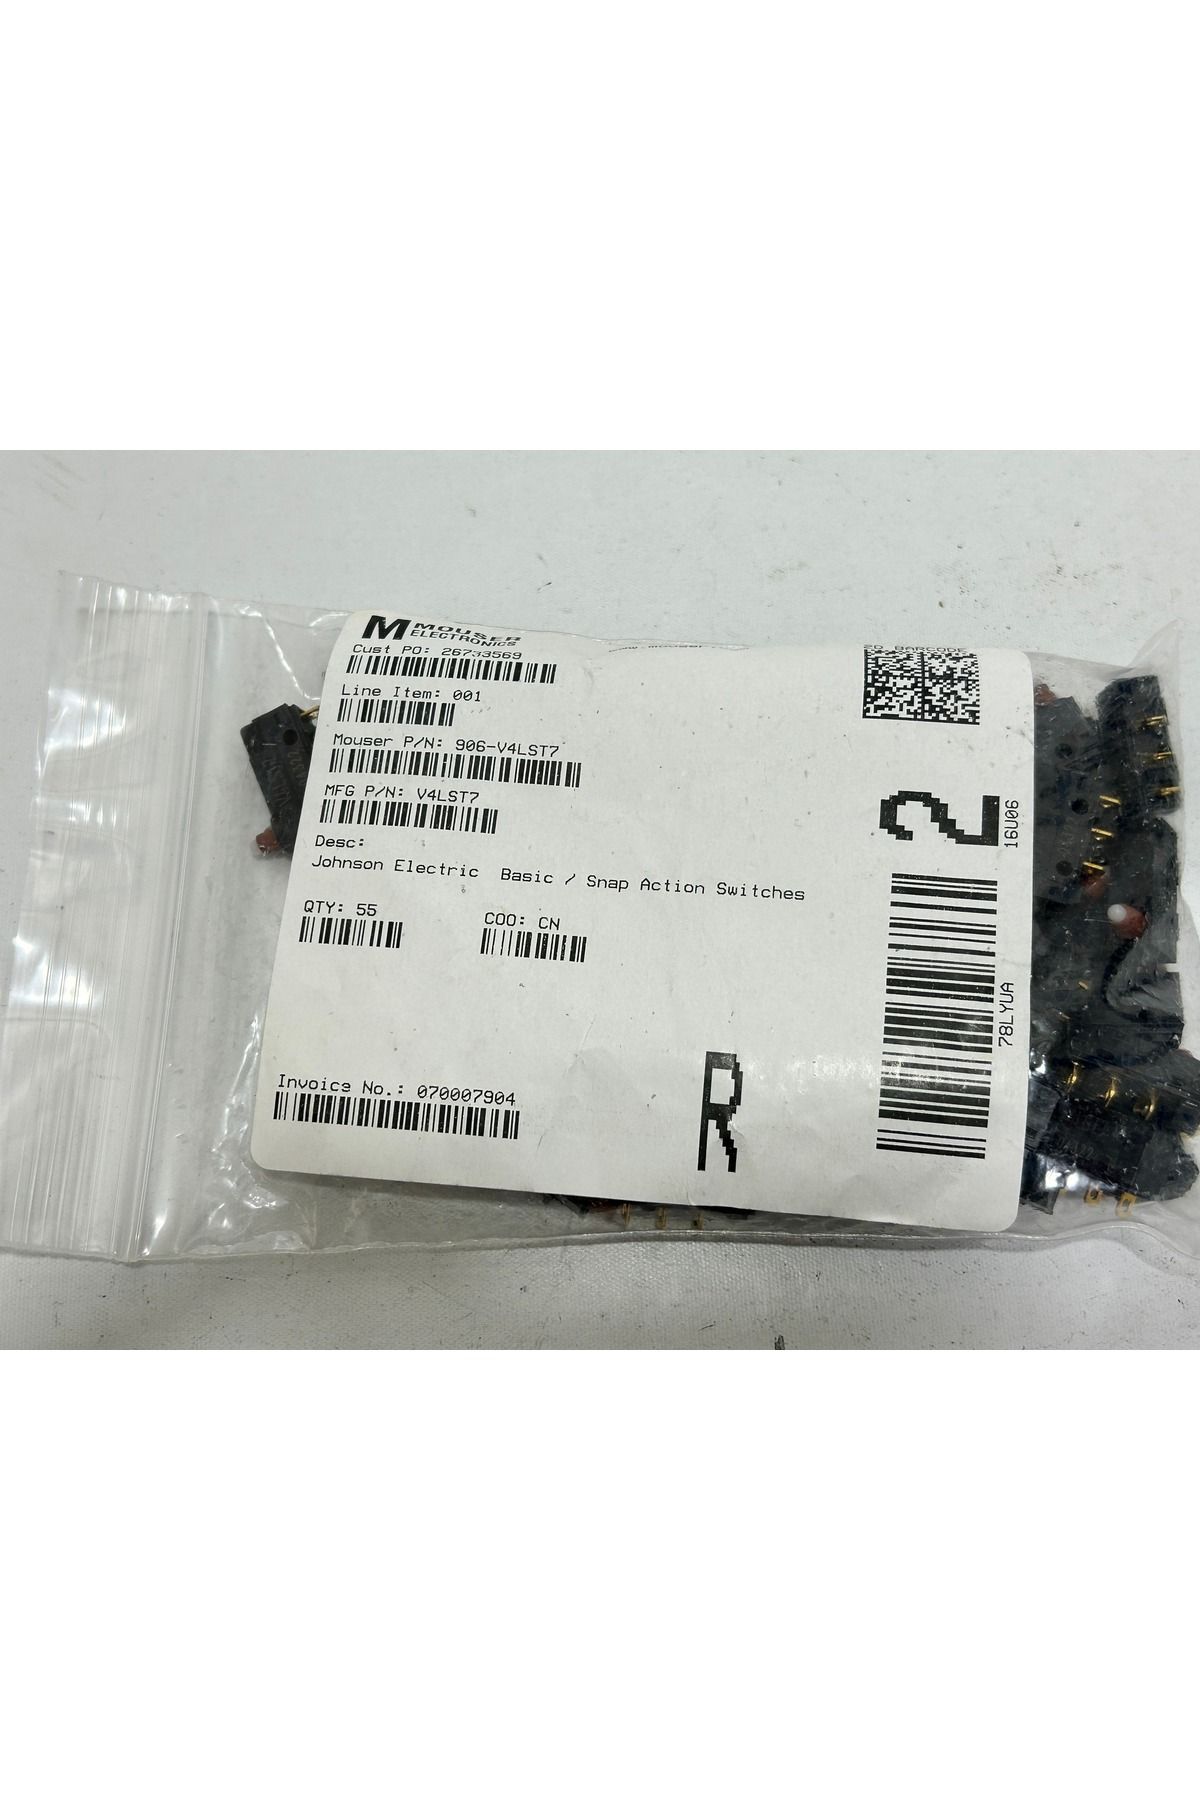 M MOUSER
ELECTRONICS
Cust PO: 26733569
Line Item: 001
Mouser P/N: 906-V4LST7
MFG P/N: V4LST7
Desc:
Johnson Electric Basic / Snap Action Switches
QTY: 55
COO: CN
Invoice No.: 070007904
R
2D BARCODE
2
16U06
78LYUA